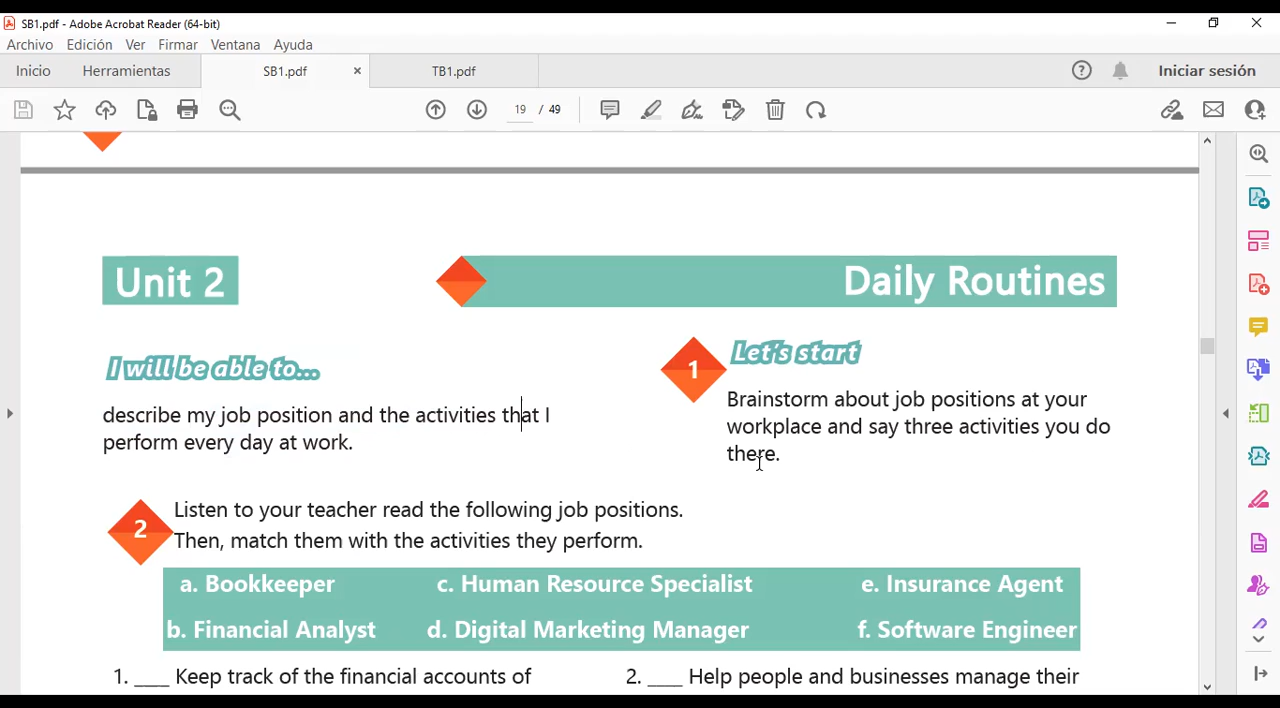 SB1.pdf - Adobe Acrobat Reader (64-bit)
Archivo Edición Ver Firmar Ventana Ayuda
Inicio Herramientas SB1.pdf × TB1.pdf Iniciar sesión
19 / 49
Unit 2 Daily Routines
I will be able to...
describe my job position and the activities that I
perform every day at work.
1 Let's start
Brainstorm about job positions at your
workplace and say three activities you do
there.
2 Listen to your teacher read the following job positions.
Then, match them with the activities they perform.
a. Bookkeeper c. Human Resource Specialist e. Insurance Agent
b. Financial Analyst d. Digital Marketing Manager f. Software Engineer
1. ____ Keep track of the financial accounts of 2. ____ Help people and businesses manage their